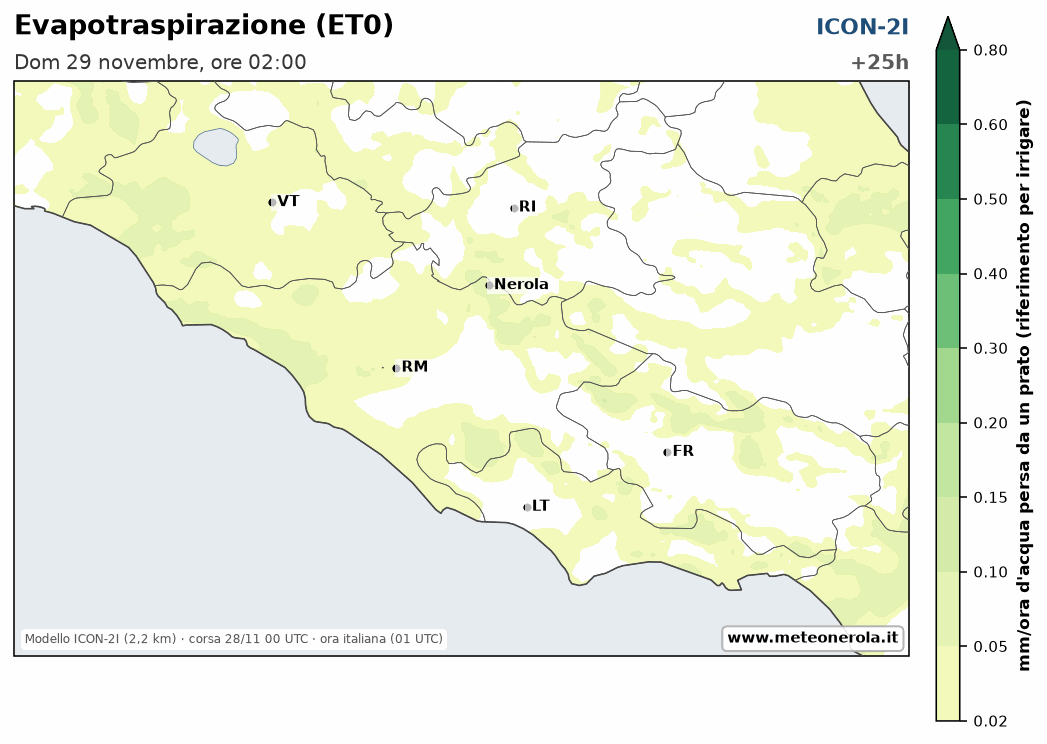 Evapotraspirazione (ET0)
ICON-2I
Dom 29 novembre, ore 02:00
+25h
VT
RI
Nerola
RM
FR
LT
Modello ICON-2I (2,2 km) · corsa 28/11 00 UTC · ora italiana (01 UTC)
www.meteonerola.it
0.80
0.60
0.50
0.40
0.30
0.20
0.15
0.10
0.05
0.02
mm/ora d'acqua persa da un prato (riferimento per irrigare)